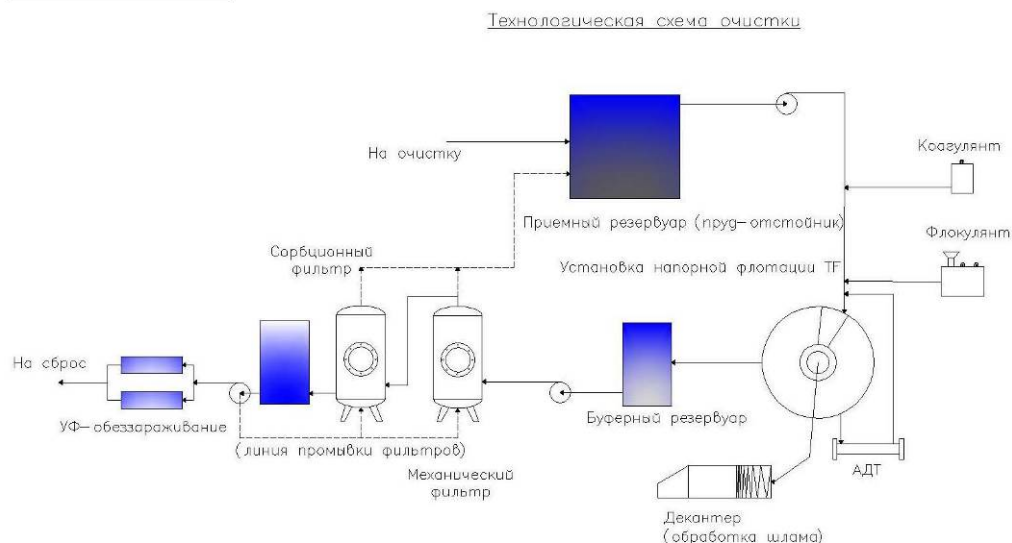 Технологическая схема очистки
На очистку
Коагулянт
Приемный резервуар (пруд-отстойник)
Флокулянт
Сорбционный
фильтр
Установка напорной флотации TF
На сброс
Буферный резервуар
УФ-обеззараживание
(линия промывки фильтров)
Механический
фильтр
АДТ
Декантер
(обработка шлама)